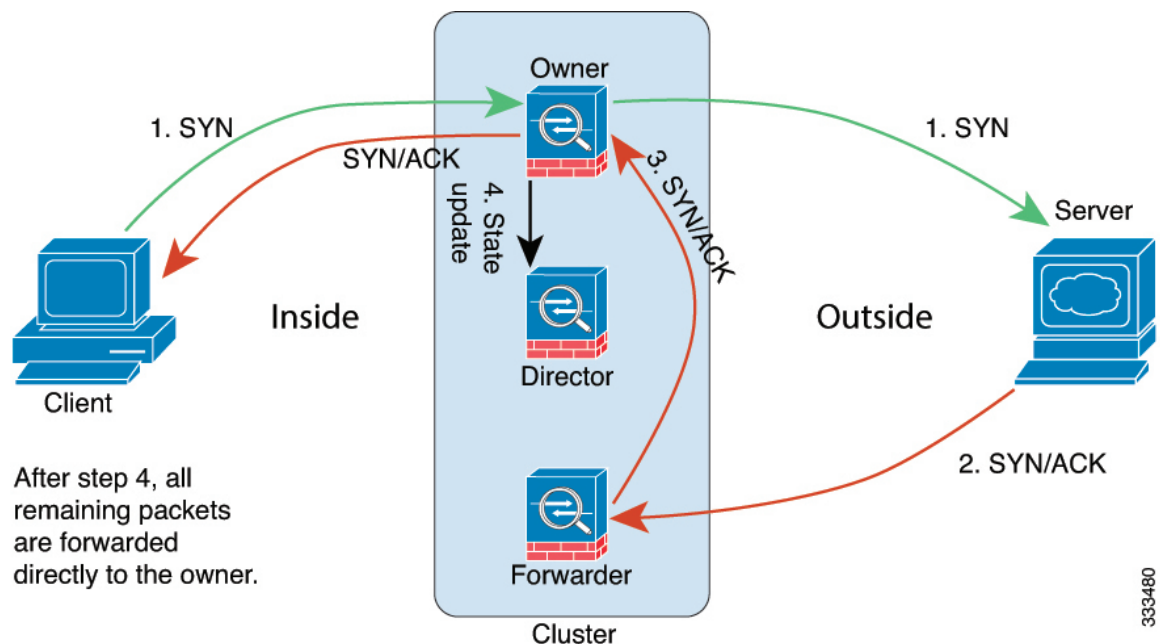 Owner
1. SYN
1. SYN
SYN/ACK
3. SYN/ACK
4. State
update
Server
Inside
Outside
Director
Client
2. SYN/ACK
After step 4, all
remaining packets
are forwarded
directly to the owner.
Forwarder
333480
Cluster